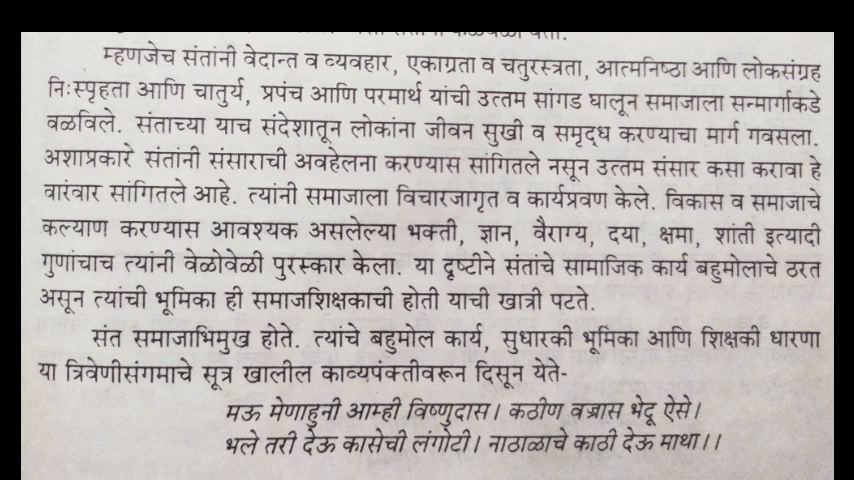 म्हणजेच संतांनी वेदान्त व व्यवहार, एकाग्रता व चतुरस्त्रता, आत्मनिष्ठा आणि लोकसंग्रह
निःस्पृहता आणि चातुर्य, प्रपंच आणि परमार्थ यांची उत्तम सांगड घालून समाजाला सन्मार्गाकडे
वळविले. संताच्या याच संदेशातून लोकांना जीवन सुखी व समृद्ध करण्याचा मार्ग गवसला.
अशाप्रकारे संतांनी संसाराची अवहेलना करण्यास सांगितले नसून उत्तम संसार कसा करावा हे
वारंवार सांगितले आहे. त्यांनी समाजाला विचारजागृत व कार्यप्रवण केले. विकास व समाजाचे
कल्याण करण्यास आवश्यक असलेल्या भक्ती, ज्ञान, वैराग्य, दया, क्षमा, शांती इत्यादी
गुणांचाच त्यांनी वेळोवेळी पुरस्कार केला. या दृष्टीने संतांचे सामाजिक कार्य बहुमोलाचे ठरत
असून त्यांची भूमिका ही समाजशिक्षकाची होती याची खात्री पटते.
संत समाजाभिमुख होते. त्यांचे बहुमोल कार्य, सुधारकी भूमिका आणि शिक्षकी धारणा
या त्रिवेणीसंगमाचे सूत्र खालील काव्यपंक्तीवरून दिसून येते-
मऊ मेणाहुनी आम्ही विष्णुदास। कठीण वज्रास भेदू ऐसे।
भले तरी देऊ कासेची लंगोटी। नाठाळाचे काठी देऊ माथा।।